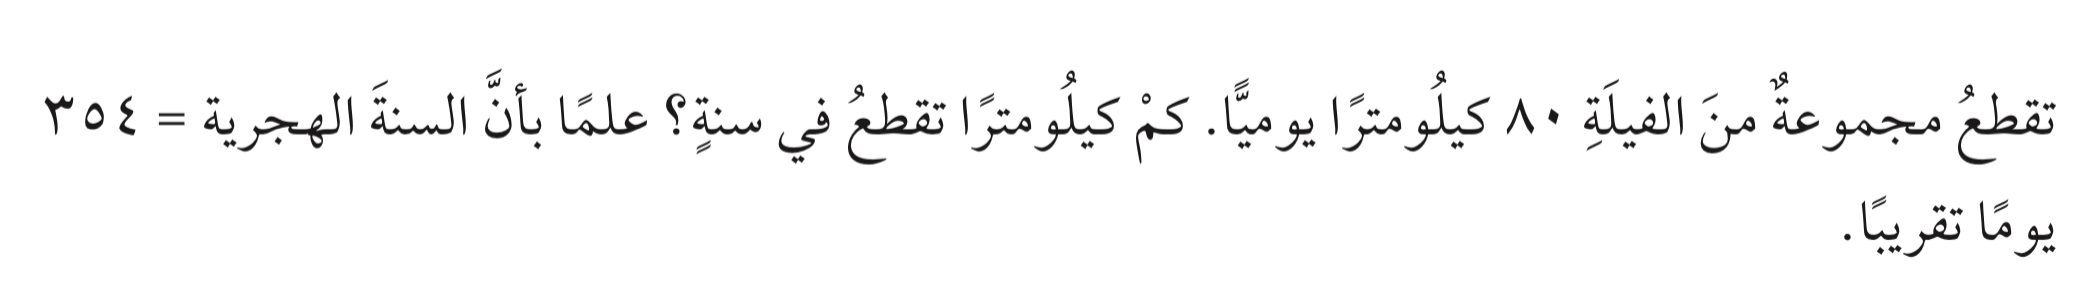 تقطعُ مجموعةٌ منَ الفيلَةِ ٨٠ كيلُومترًا يوميًّا. كمْ كيلُومترًا تقطعُ في سنةٍ؟ علمًا بأنَّ السنةَ الهجرية = ٣٥٤
يومًا تقريبًا.